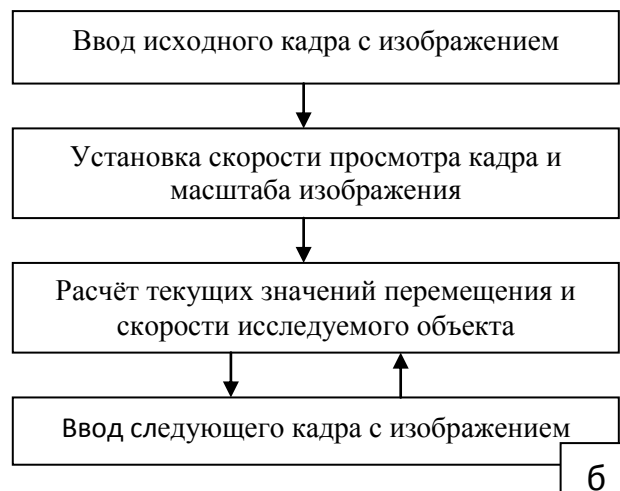 Ввод исходного кадра с изображением
Установка скорости просмотра кадра и
масштаба изображения
Расчёт текущих значений перемещения и
скорости исследуемого объекта
Ввод следующего кадра с изображением
б